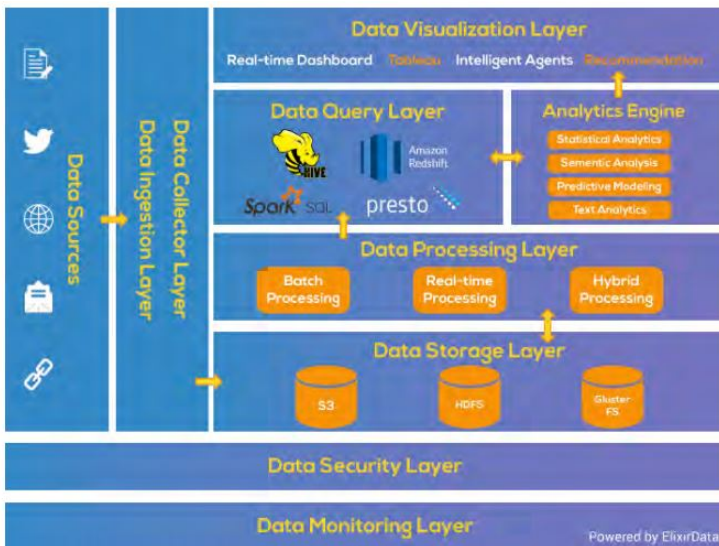 Data Visualization Layer
Real-time Dashboard Tableau Intelligent Agents Recommendation
Data Sources
Data Ingestion Layer
Data Collector Layer
Data Query Layer
HIVE
Amazon
Redshift
Spark SQL
presto
Analytics Engine
Statistical Analytics
Sementic Analysis
Predictive Modeling
Text Analytics
Data Processing Layer
Batch
Processing
Real-time
Processing
Hybrid
Processing
Data Storage Layer
S3
HDFS
Gluster
FS
Data Security Layer
Data Monitoring Layer
Powered by ElixirData